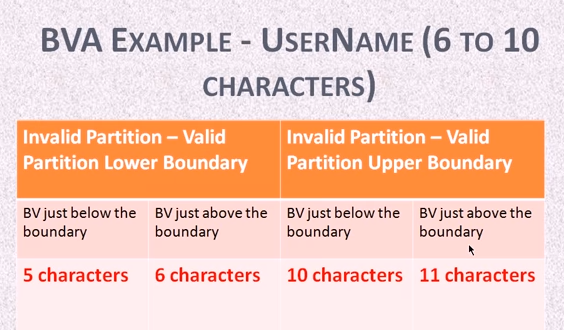 BVA Example - UserName (6 to 10
characters)
Invalid Partition – Valid
Partition Lower Boundary
Invalid Partition – Valid
Partition Upper Boundary
BV just below the
boundary
BV just above the
boundary
BV just below the
boundary
BV just above the
boundary
5 characters
6 characters
10 characters
11 characters